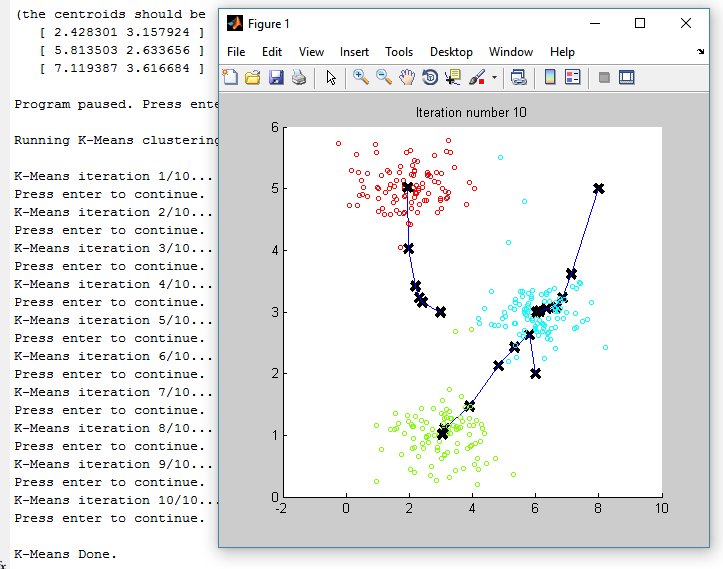 (the centroids should be
[ 2.428301 3.157924 ]
[ 5.813503 2.633656 ]
[ 7.119387 3.616684 ]
Program paused. Press
Running K-Means clustering
K-Means iteration 1/10...
Press enter to continue.
K-Means iteration 2/10...
Press enter to continue.
K-Means iteration 3/10...
Press enter to continue.
K-Means iteration 4/10...
Press enter to continue.
K-Means iteration 5/10...
Press enter to continue.
K-Means iteration 6/10...
Press enter to continue.
K-Means iteration 7/10...
Press enter to continue.
K-Means iteration 8/10...
Press enter to continue.
K-Means iteration 9/10...
Press enter to continue.
K-Means iteration 10/10...
Press enter to continue.
K-Means Done.
Figure 1
File Edit View Insert Tools Desktop Window Help
Iteration number 10
6
5
4
3
2
1
0
-2 0 2 4 6 8 10